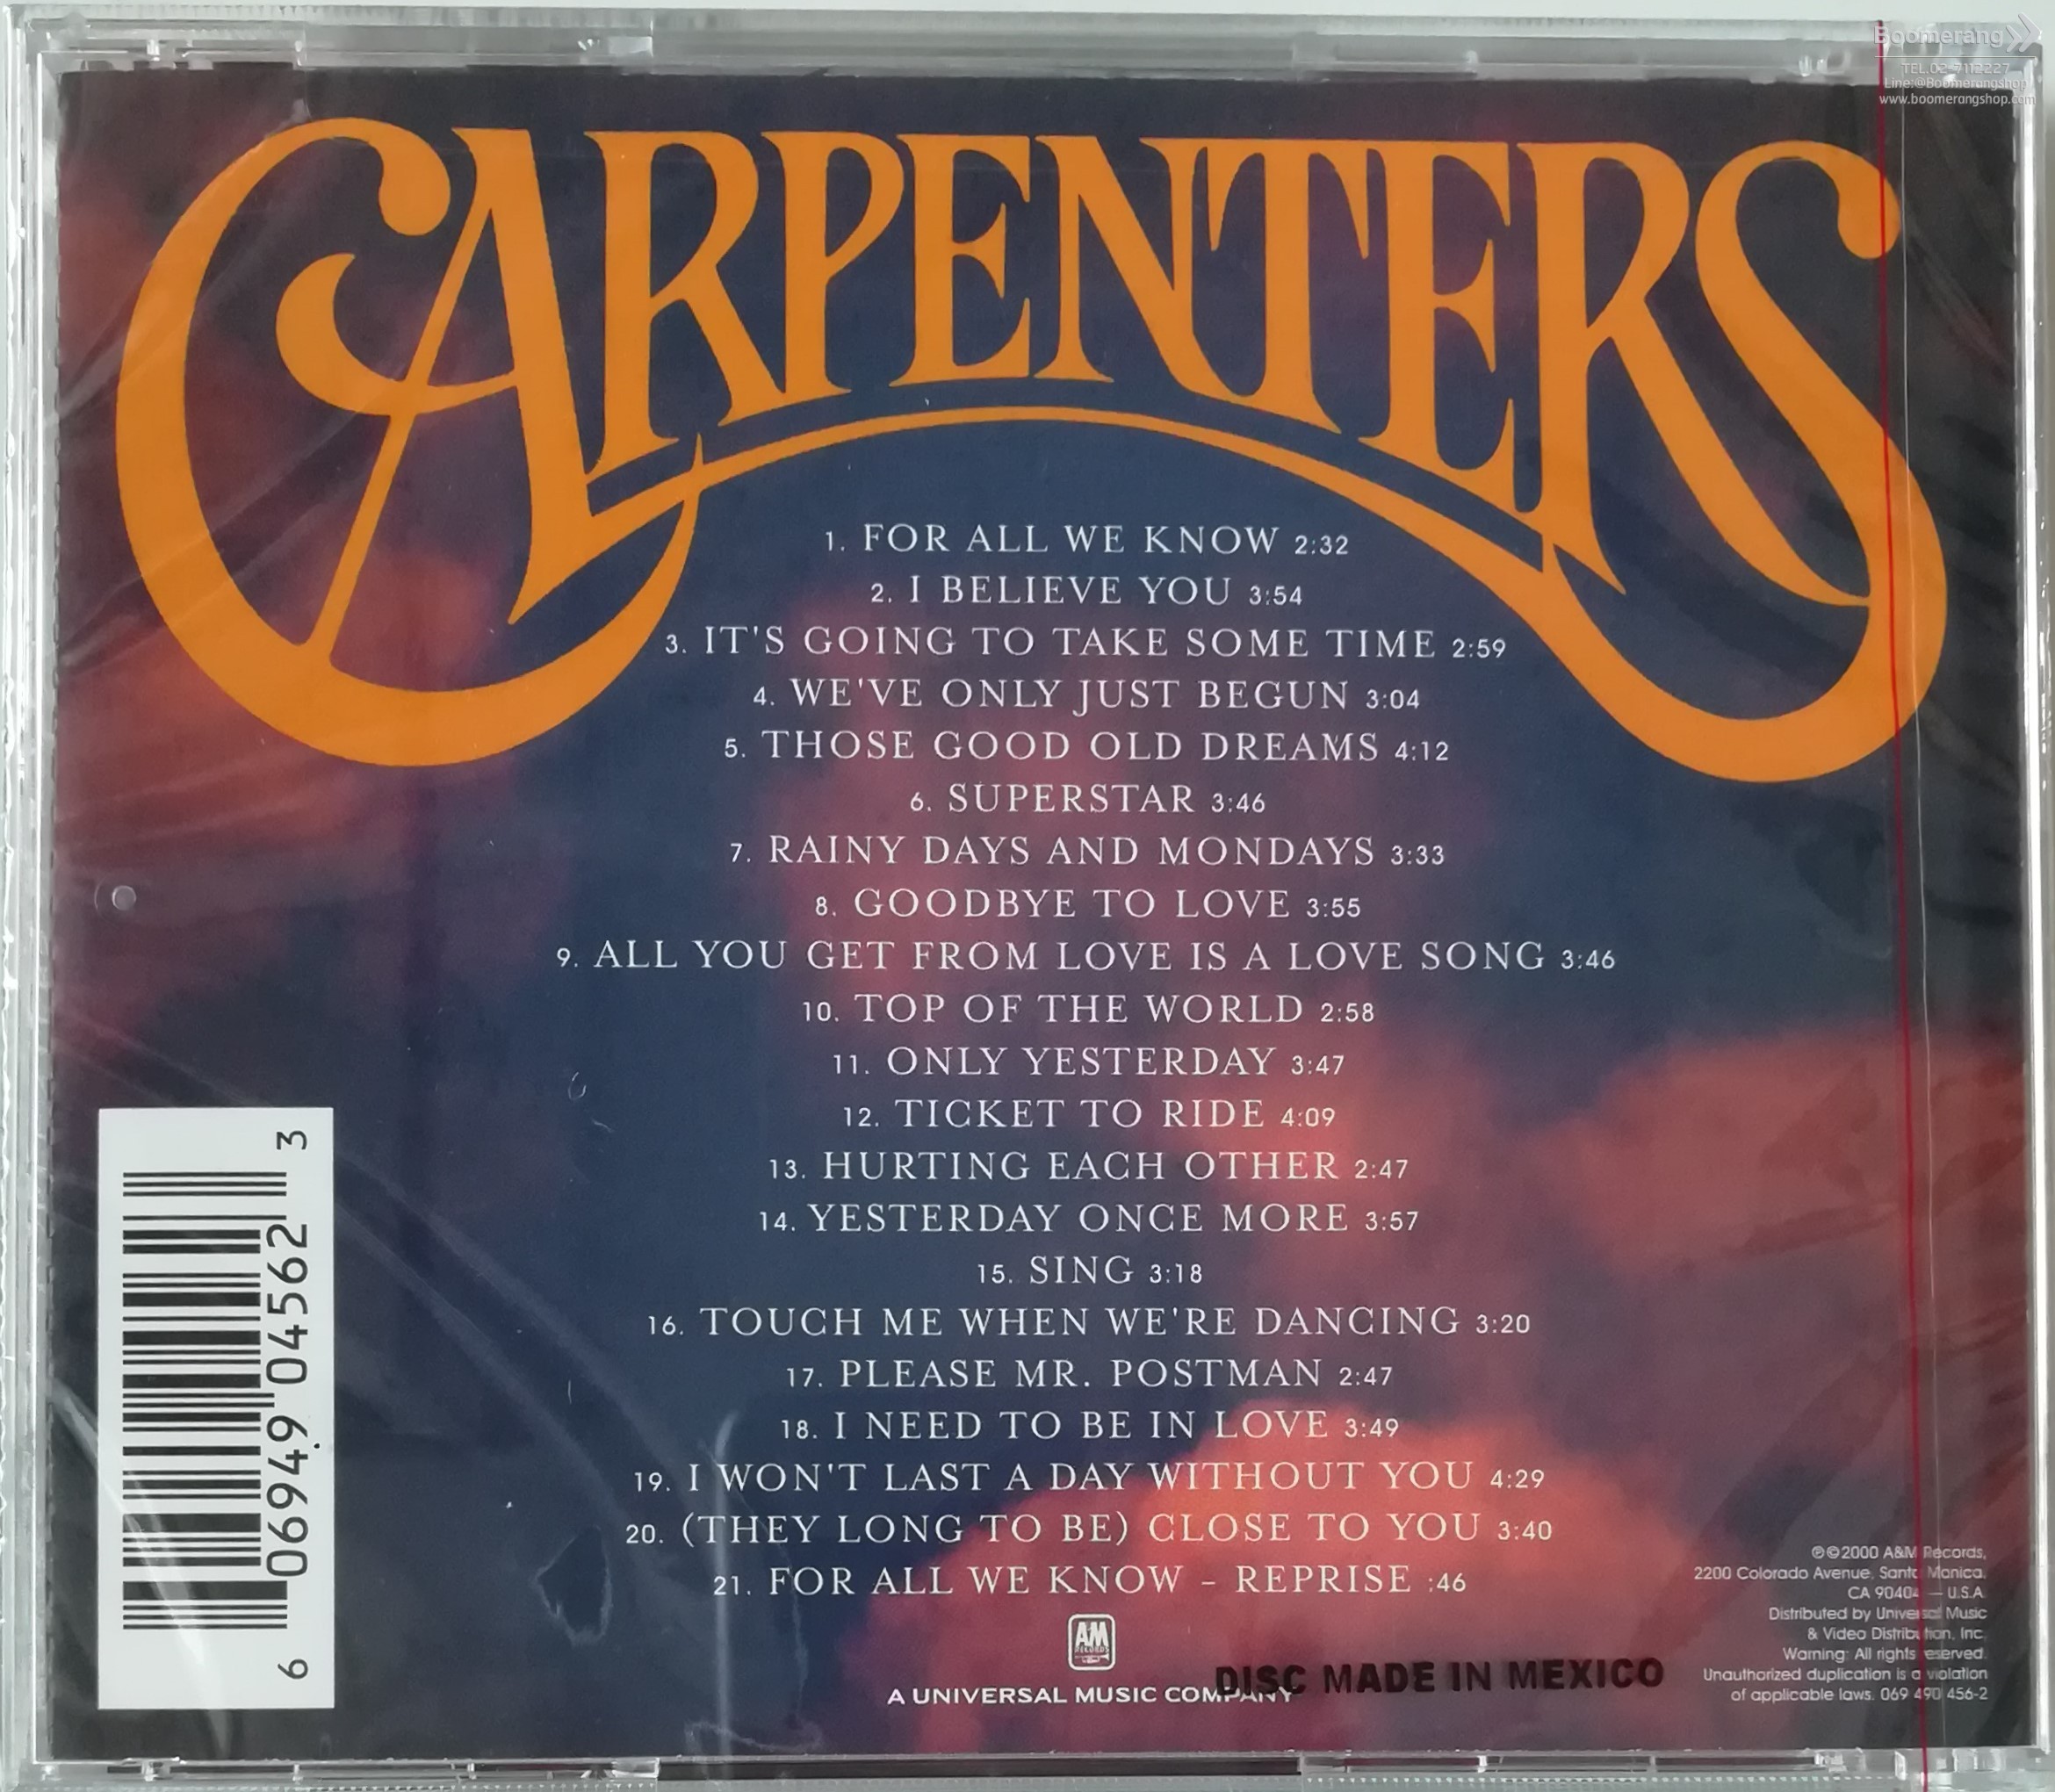 Boomerang
TEL.02-7112227
Line:@Boomerangshop
www.boomerangshop.com
CARPENTERS
1. FOR ALL WE KNOW 2:32
2. I BELIEVE YOU 3:54
3. IT'S GOING TO TAKE SOME TIME 2:59
4. WE'VE ONLY JUST BEGUN 3:04
5. THOSE GOOD OLD DREAMS 4:12
6. SUPERSTAR 3:46
7. RAINY DAYS AND MONDAYS 3:33
8. GOODBYE TO LOVE 3:55
9. ALL YOU GET FROM LOVE IS A LOVE SONG 3:46
10. TOP OF THE WORLD 2:58
11. ONLY YESTERDAY 3:47
12. TICKET TO RIDE 4:09
13. HURTING EACH OTHER 2:47
14. YESTERDAY ONCE MORE 3:57
15. SING 3:18
16. TOUCH ME WHEN WE'RE DANCING 3:20
17. PLEASE MR. POSTMAN 2:47
18. I NEED TO BE IN LOVE 3:49
19. I WON'T LAST A DAY WITHOUT YOU 4:29
20. (THEY LONG TO BE) CLOSE TO YOU 3:40
21. FOR ALL WE KNOW - REPRISE :46
AM
RECORDS
A UNIVERSAL MUSIC COMPANY
DISC MADE IN MEXICO
6 06949 04562 3
℗©2000 A&M Records,
2200 Colorado Avenue, Santa Monica,
CA 90404 — U.S.A.
Distributed by Universal Music
& Video Distribution, Inc.
Warning: All rights reserved.
Unauthorized duplication is a violation
of applicable laws. 069 490 456-2